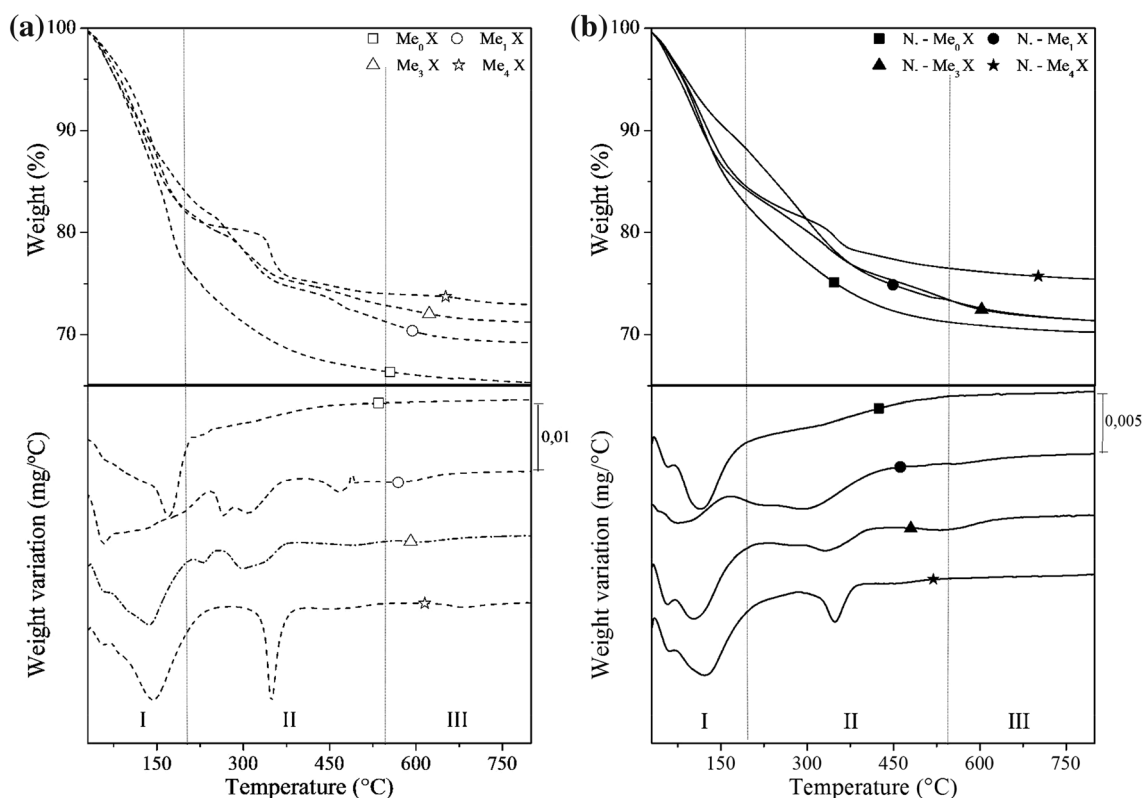 (a)
100
90
80
70
Weight (%)
Me₀ X Me₁ X
Me₃ X Me₄ X
0,01
Weight variation (mg/°C)
I II III
150 300 450 600 750
Temperature (°C)
(b)
100
90
80
70
Weight (%)
N. - Me₀ X N. - Me₁ X
N. - Me₃ X N. - Me₄ X
0,005
Weight variation (mg/°C)
I II III
150 300 450 600 750
Temperature (°C)